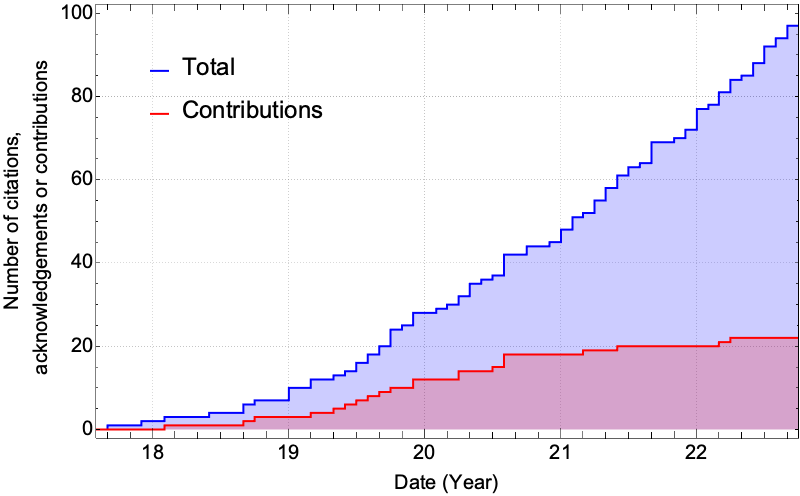 100
80
60
40
20
0
Number of citations,
acknowledgements or contributions
Total
Contributions
18 19 20 21 22
Date (Year)